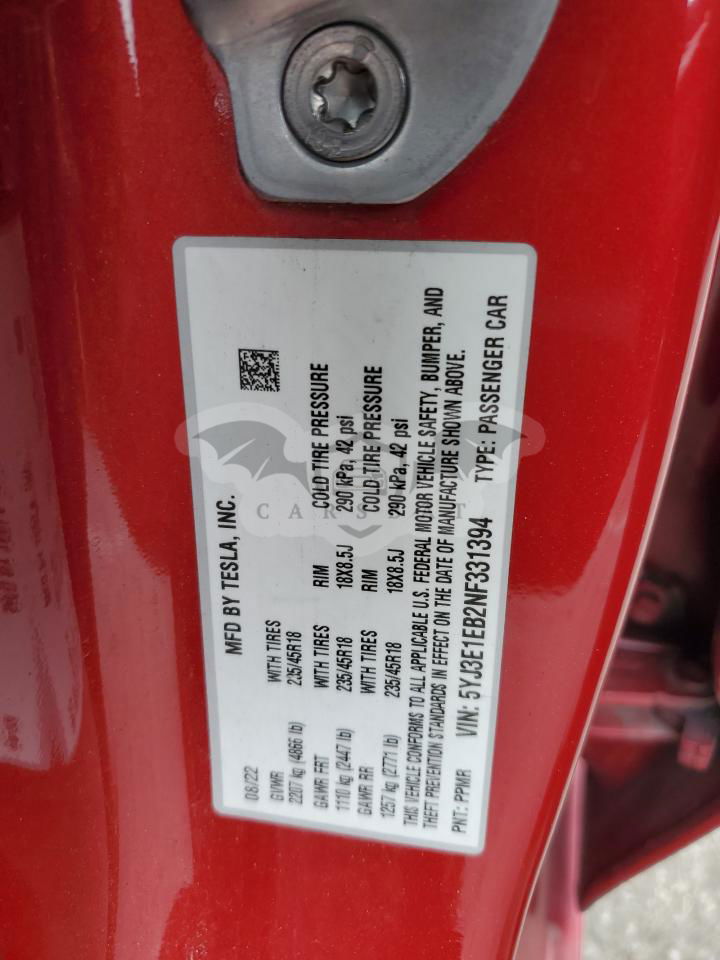 MFD BY TESLA, INC.
08/22
GVWR WITH TIRES
2207 kg (4866 lb) 235/45R18
GAWR FRT WITH TIRES RIM COLD TIRE PRESSURE
1110 kg (2447 lb) 235/45R18 18X8.5J 290 kPa, 42 psi
GAWR RR WITH TIRES RIM COLD TIRE PRESSURE
1257 kg (2771 lb) 235/45R18 18X8.5J 290 kPa, 42 psi
THIS VEHICLE CONFORMS TO ALL APPLICABLE U.S. FEDERAL MOTOR VEHICLE SAFETY, BUMPER, AND
THEFT PREVENTION STANDARDS IN EFFECT ON THE DATE OF MANUFACTURE SHOWN ABOVE.
PNT: PPMR VIN: 5YJ3E1EB2NF331394 TYPE: PASSENGER CAR